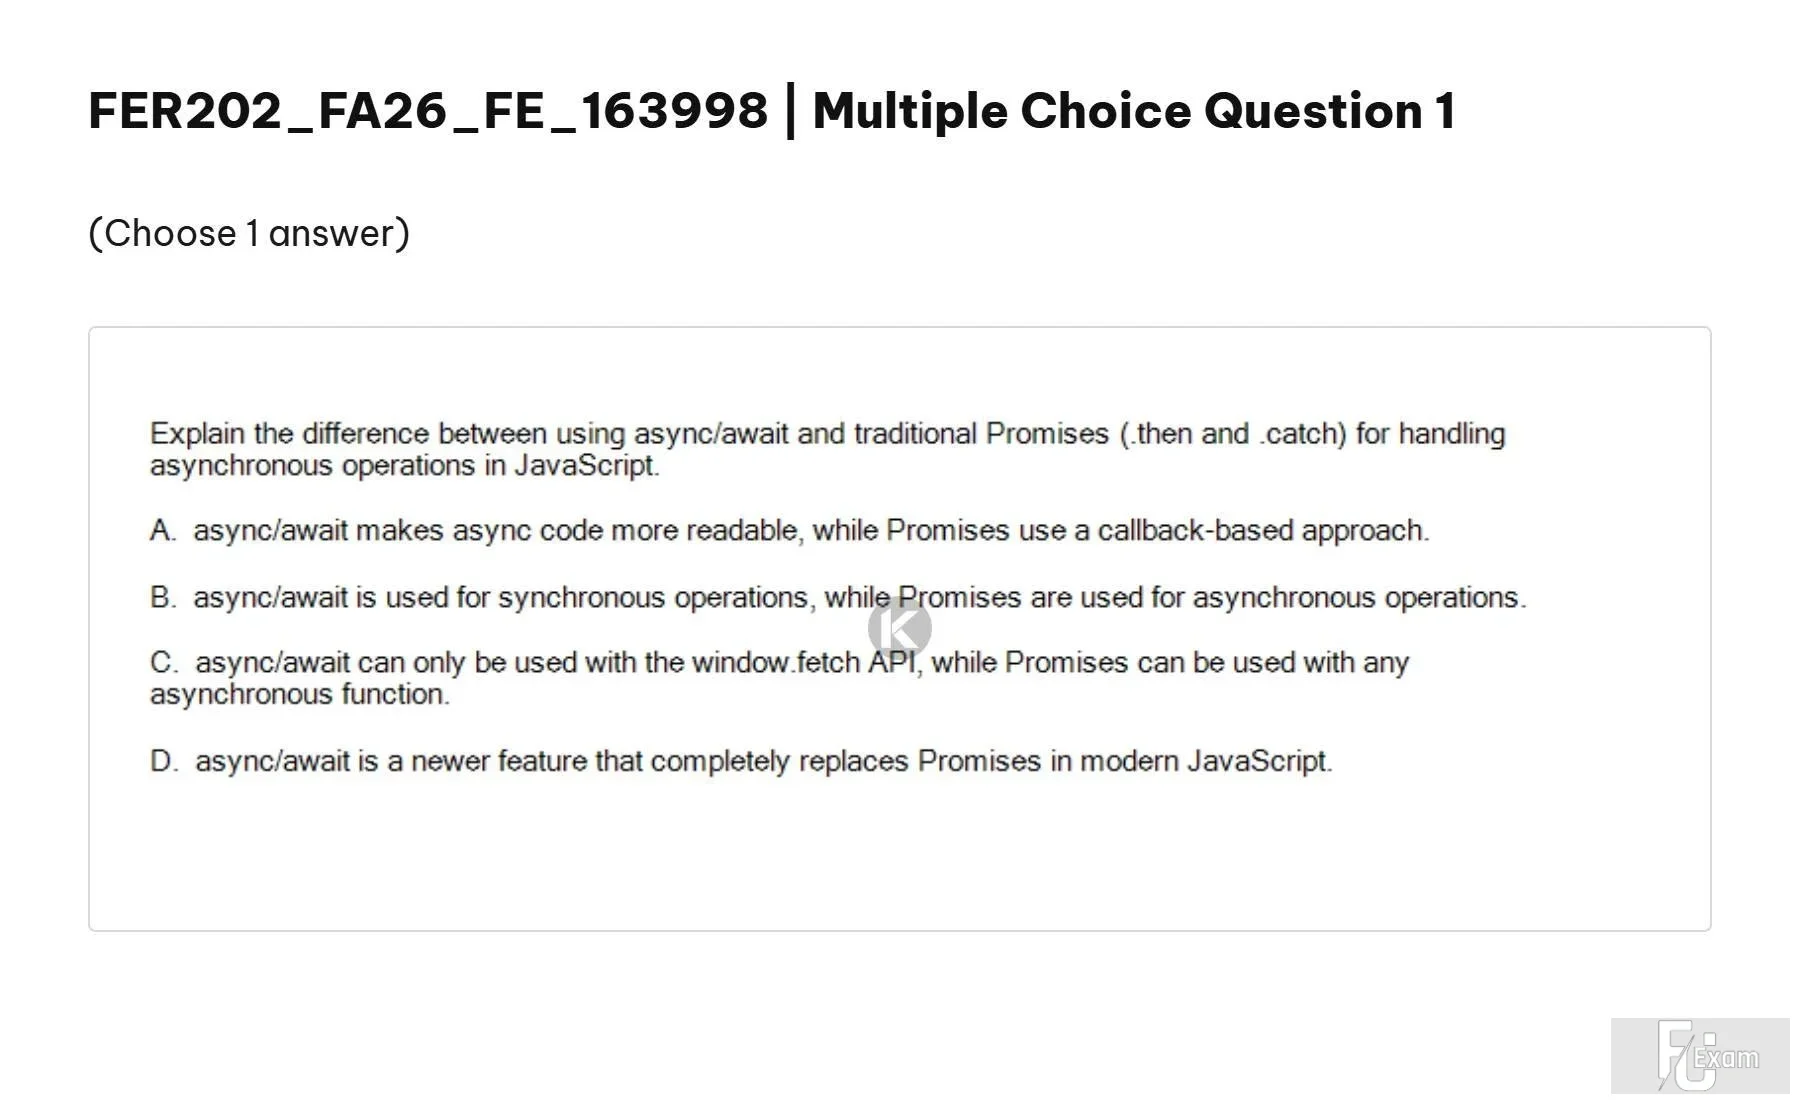 FER202_FA26_FE_163998 | Multiple Choice Question 1
(Choose 1 answer)
Explain the difference between using async/await and traditional Promises (.then and .catch) for handling
asynchronous operations in JavaScript.
A. async/await makes async code more readable, while Promises use a callback-based approach.
B. async/await is used for synchronous operations, while Promises are used for asynchronous operations.
K
C. async/await can only be used with the window.fetch API, while Promises can be used with any
asynchronous function.
D. async/await is a newer feature that completely replaces Promises in modern JavaScript.
Exam